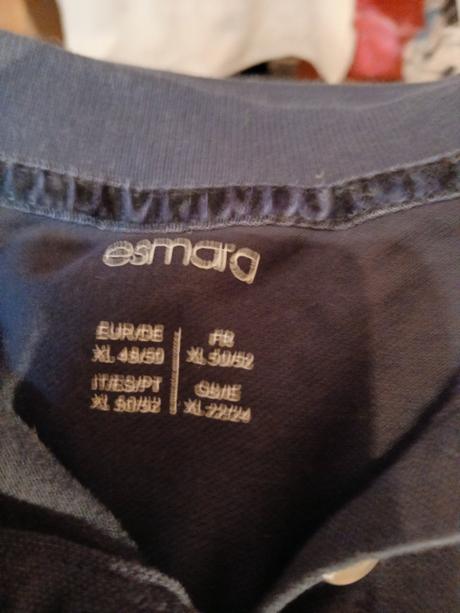 esmara
EUR/DE
XL 48/50
FR
XL 50/52
IT/ES/PT
XL 50/52
GB/IE
XL 22/24